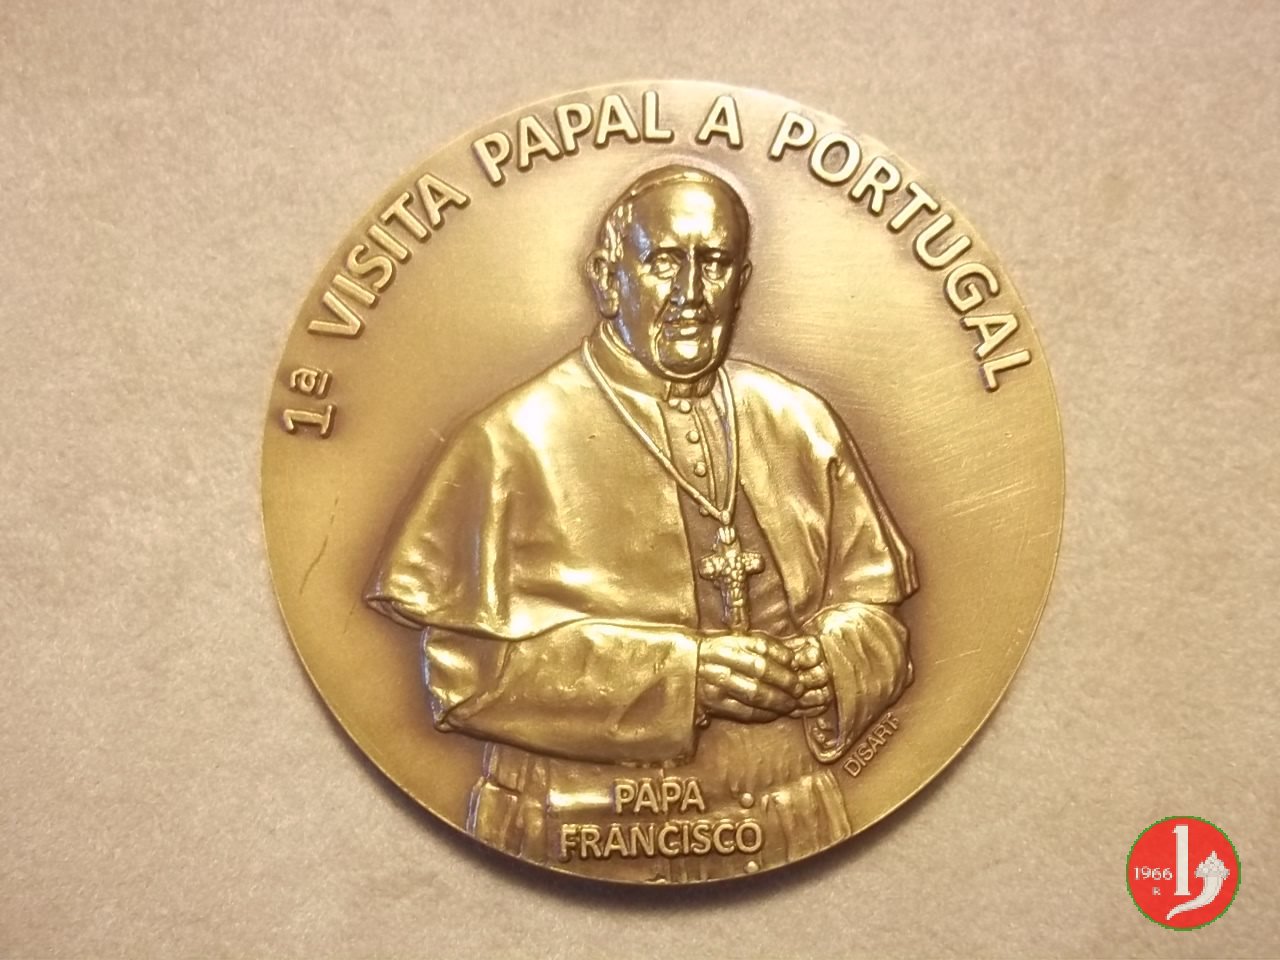 1ª VISITA PAPAL A PORTUGAL
DISART
PAPA
FRANCISCO
1966
R